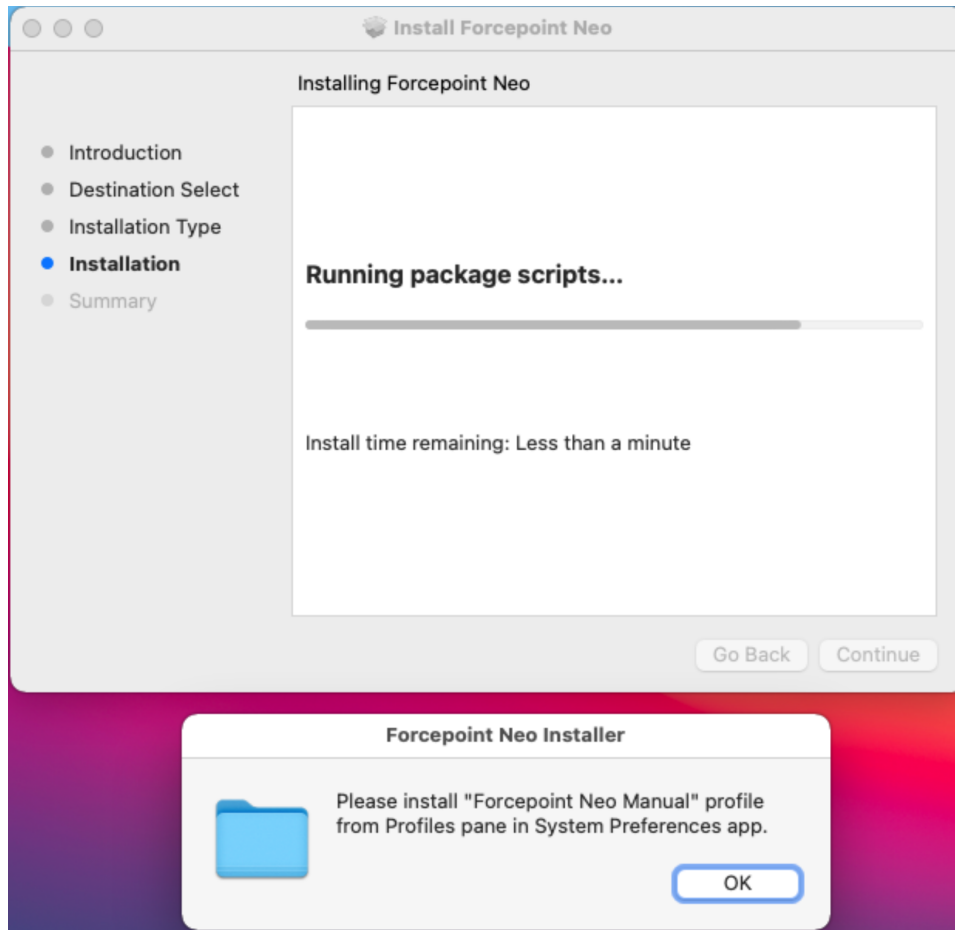 Install Forcepoint Neo
Installing Forcepoint Neo
Introduction
Destination Select
Installation Type
Installation
Summary
Running package scripts...
Install time remaining: Less than a minute
Go Back
Continue
Forcepoint Neo Installer
Please install "Forcepoint Neo Manual" profile
from Profiles pane in System Preferences app.
OK